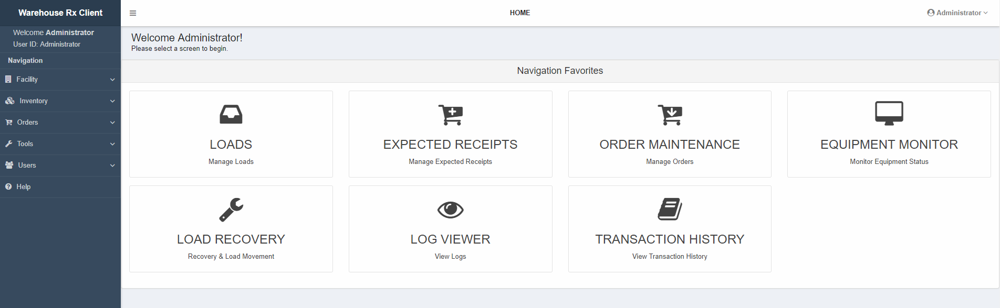 Warehouse Rx Client
HOME
Administrator
Welcome Administrator
User ID: Administrator
Navigation
Facility
Inventory
Orders
Tools
Users
Help
Welcome Administrator!
Please select a screen to begin.
Navigation Favorites
LOADS
Manage Loads
EXPECTED RECEIPTS
Manage Expected Receipts
ORDER MAINTENANCE
Manage Orders
EQUIPMENT MONITOR
Monitor Equipment Status
LOAD RECOVERY
Recovery & Load Movement
LOG VIEWER
View Logs
TRANSACTION HISTORY
View Transaction History